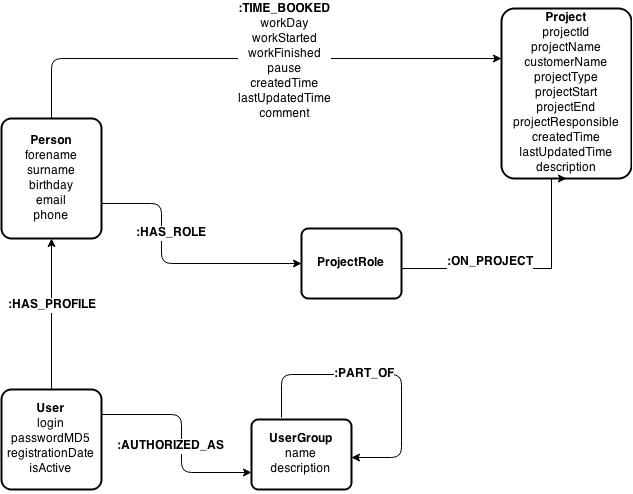 :TIME_BOOKED
workDay
workStarted
workFinished
pause
createdTime
lastUpdatedTime
comment
Project
projectId
projectName
customerName
projectType
projectStart
projectEnd
projectResponsible
createdTime
lastUpdatedTime
description
Person
forename
surname
birthday
email
phone
:HAS_ROLE
ProjectRole
:ON_PROJECT
:HAS_PROFILE
User
login
passwordMD5
registrationDate
isActive
:AUTHORIZED_AS
:PART_OF
UserGroup
name
description